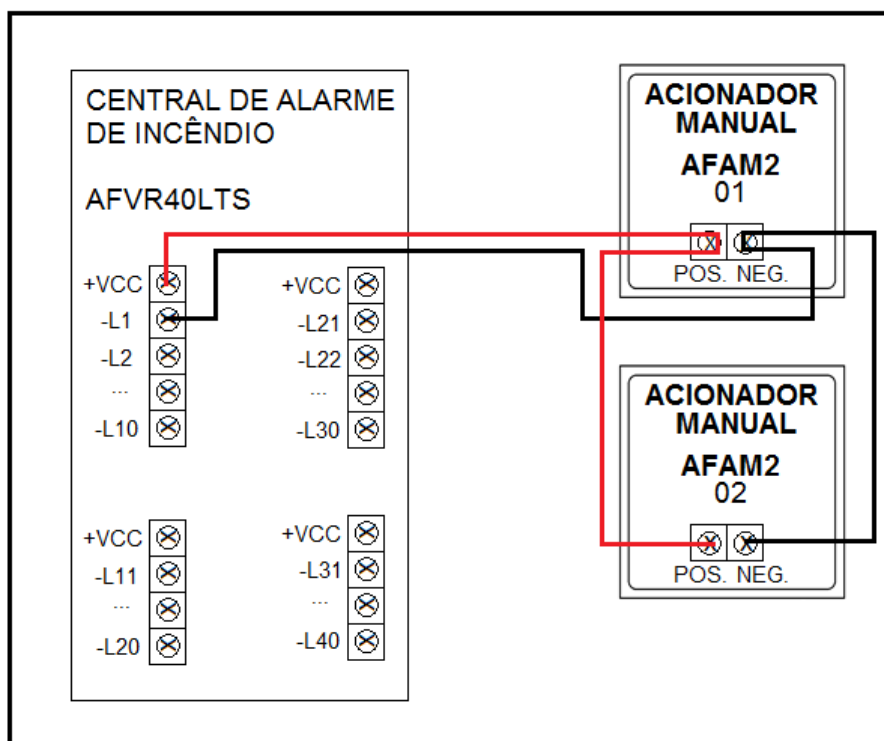 CENTRAL DE ALARME
DE INCÊNDIO
AFVR40LTS
+VCC
-L1
-L2
...
-L10
+VCC
-L21
-L22
...
-L30
+VCC
-L11
...
-L20
+VCC
-L31
...
-L40
ACIONADOR
MANUAL
AFAM2
01
POS. NEG.
ACIONADOR
MANUAL
AFAM2
02
POS. NEG.